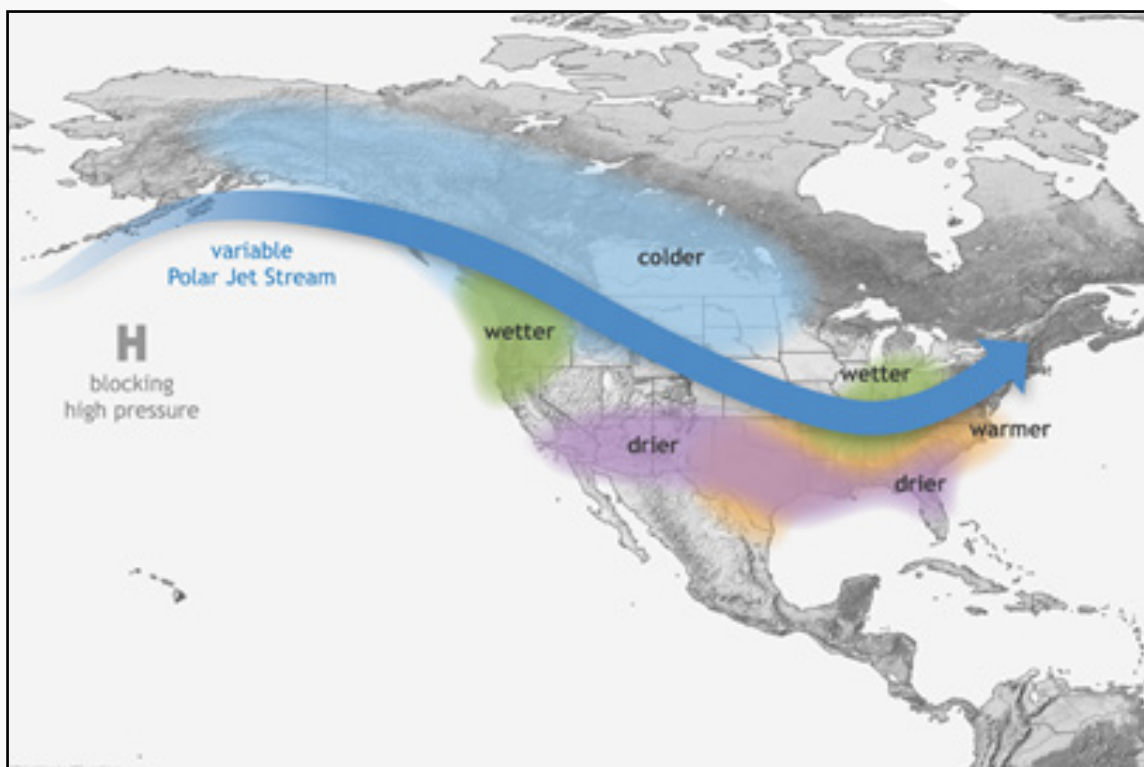 colder
variable
Polar Jet Stream
wetter
H
blocking
high pressure
wetter
warmer
drier
drier